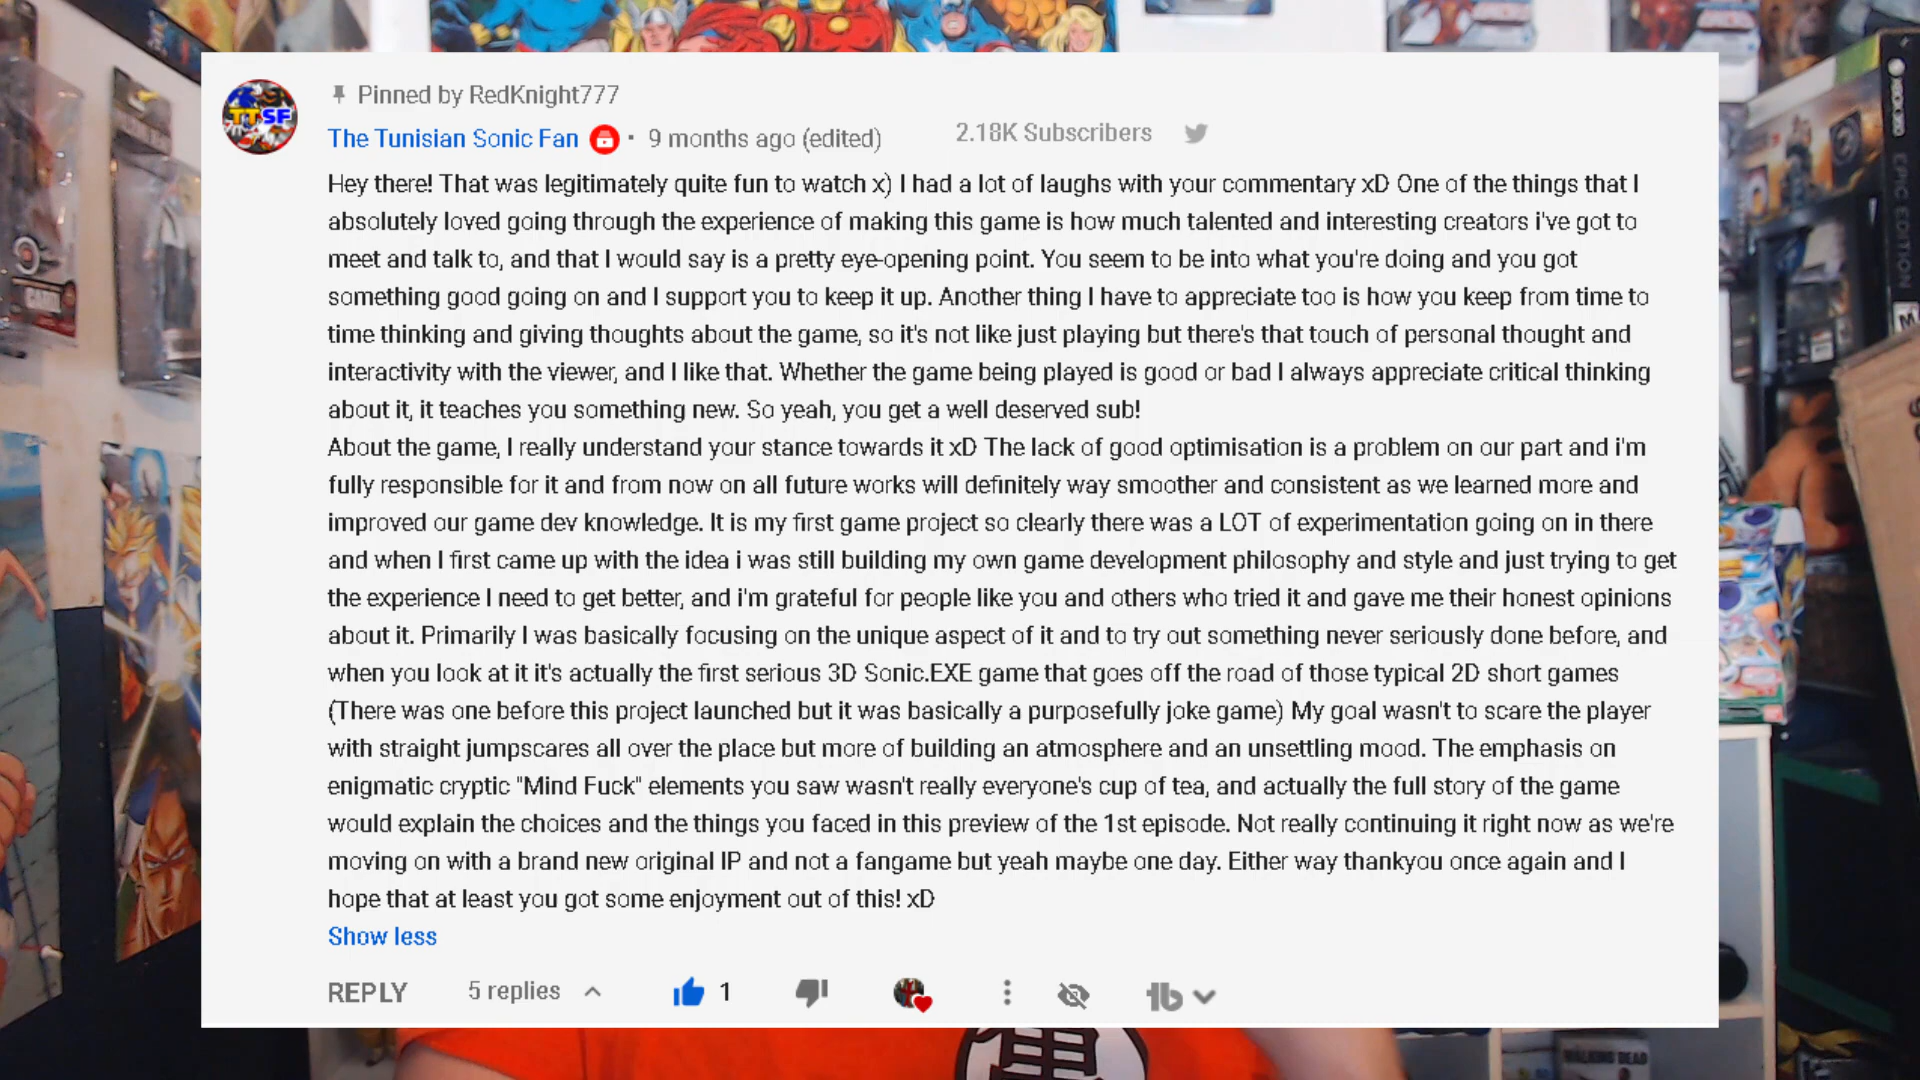 Pinned by RedKnight777
TTSF
The Tunisian Sonic Fan · 9 months ago (edited) 2.18K Subscribers
Hey there! That was legitimately quite fun to watch x) I had a lot of laughs with your commentary xD One of the things that I
absolutely loved going through the experience of making this game is how much talented and interesting creators i've got to
meet and talk to, and that I would say is a pretty eye-opening point. You seem to be into what you're doing and you got
something good going on and I support you to keep it up. Another thing I have to appreciate too is how you keep from time to
time thinking and giving thoughts about the game, so it's not like just playing but there's that touch of personal thought and
interactivity with the viewer, and I like that. Whether the game being played is good or bad I always appreciate critical thinking
about it, it teaches you something new. So yeah, you get a well deserved sub!
About the game, I really understand your stance towards it xD The lack of good optimisation is a problem on our part and i'm
fully responsible for it and from now on all future works will definitely way smoother and consistent as we learned more and
improved our game dev knowledge. It is my first game project so clearly there was a LOT of experimentation going on in there
and when I first came up with the idea i was still building my own game development philosophy and style and just trying to get
the experience I need to get better, and i'm grateful for people like you and others who tried it and gave me their honest opinions
about it. Primarily I was basically focusing on the unique aspect of it and to try out something never seriously done before, and
when you look at it it's actually the first serious 3D Sonic.EXE game that goes off the road of those typical 2D short games
(There was one before this project launched but it was basically a purposefully joke game) My goal wasn't to scare the player
with straight jumpscares all over the place but more of building an atmosphere and an unsettling mood. The emphasis on
enigmatic cryptic "Mind Fuck" elements you saw wasn't really everyone's cup of tea, and actually the full story of the game
would explain the choices and the things you faced in this preview of the 1st episode. Not really continuing it right now as we're
moving on with a brand new original IP and not a fangame but yeah maybe one day. Either way thankyou once again and I
hope that at least you got some enjoyment out of this! xD
Show less
REPLY 5 replies 1
tb
XBOX 360
EPIC EDITION
M
WALKING DEAD
亀